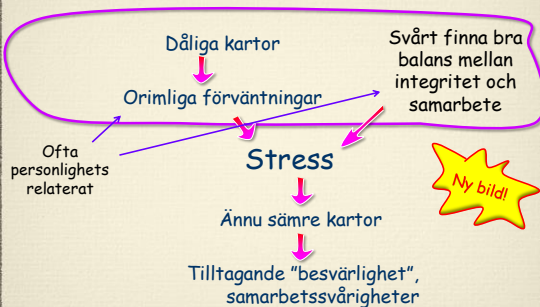 Dåliga kartor
Orimliga förväntningar
Svårt finna bra
balans mellan
integritet och
samarbete
Ofta
personlighets
relaterat
Stress
Ny bild!
Ännu sämre kartor
Tilltagande ”besvärlighet”,
samarbetssvårigheter